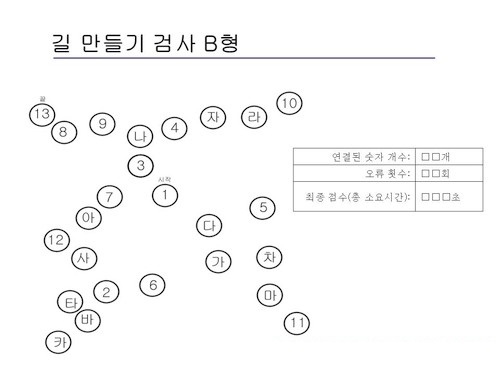 길 만들기 검사 B형
끝
13
8
9
나
4
자
라
10
3
시작
1
7
아
12
사
2
6
타
바
카
다
가
5
차
마
11
연결된 숫자 개수: □□개
오류 횟수: □□회
최종 점수(총 소요시간): □□□초